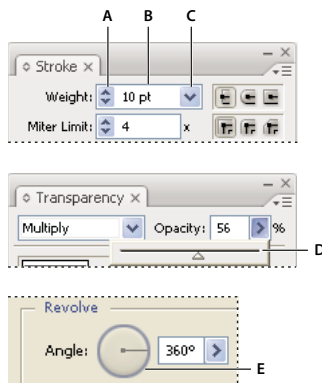 A B C
Stroke
Weight: 10 pt
Miter Limit: 4 x
Transparency
Multiply Opacity: 56 %
D
Revolve
Angle: 360°
E